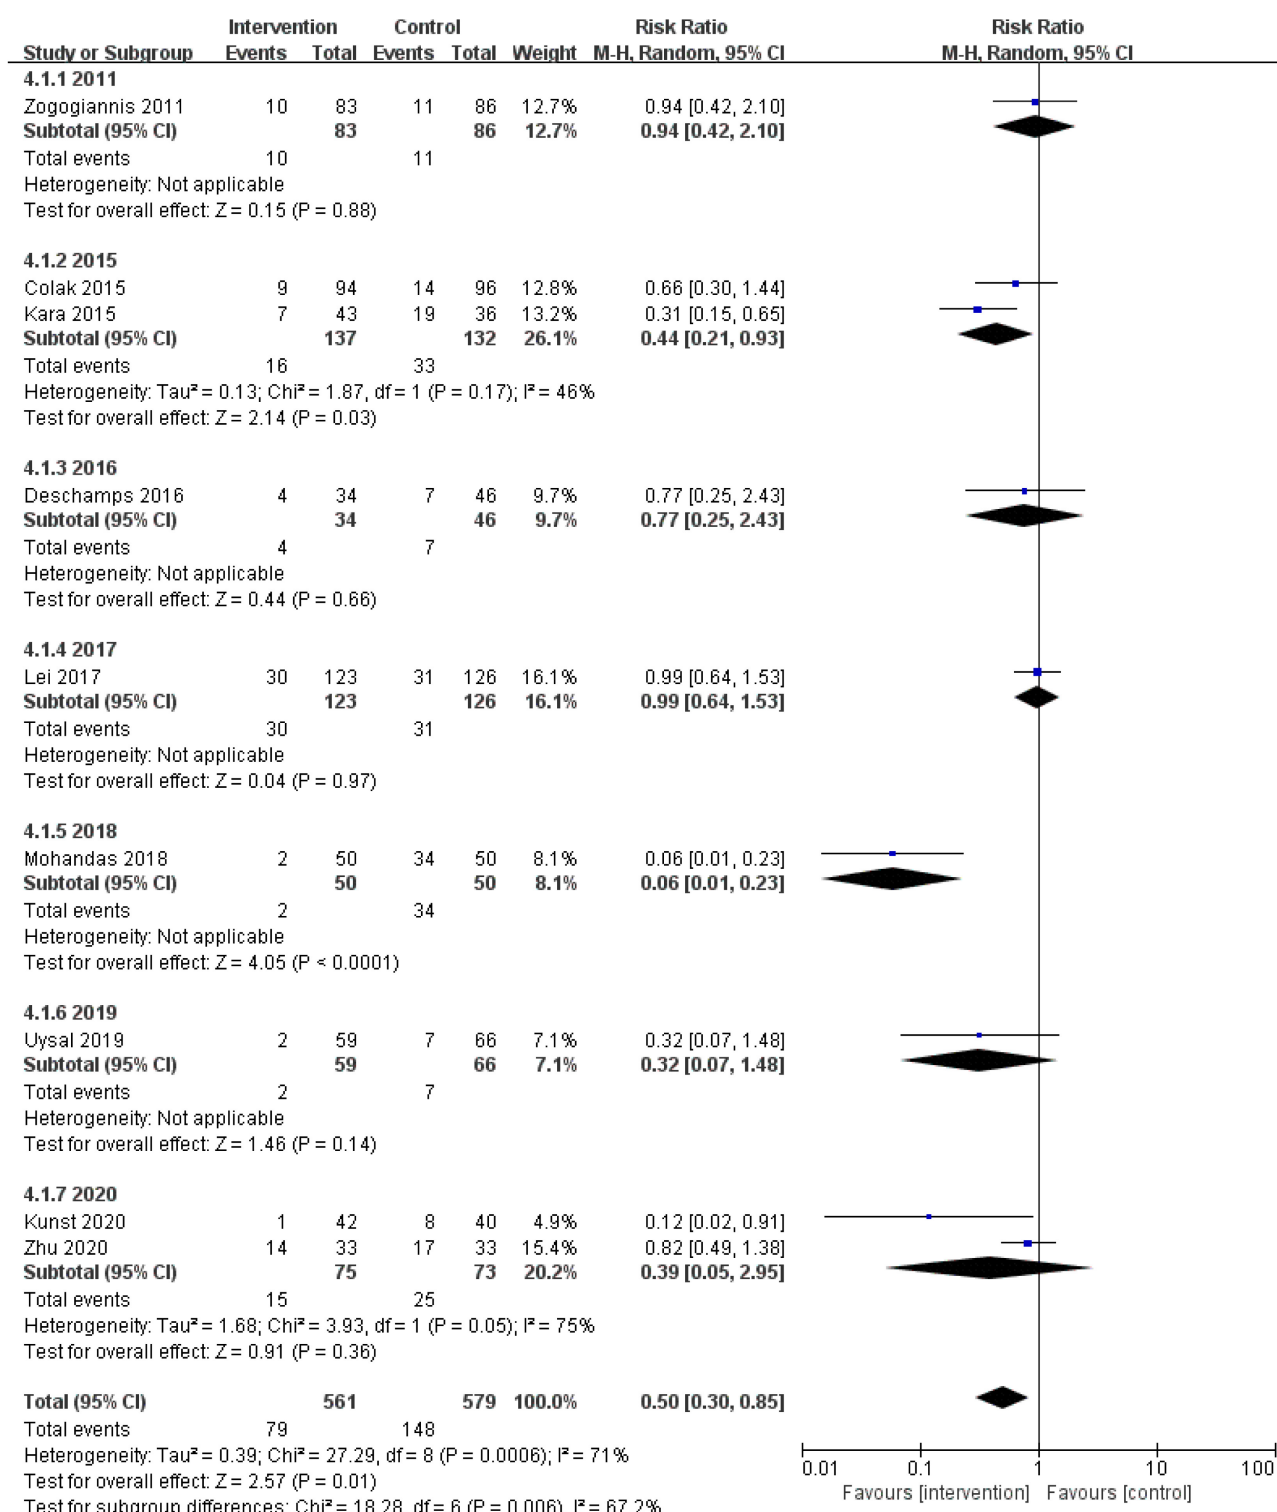 Intervention Control Risk Ratio Risk Ratio
Study or Subgroup Events Total Events Total Weight M-H, Random, 95% CI M-H, Random, 95% CI
4.1.1 2011
Zogogiannis 2011 10 83 11 86 12.7% 0.94 [0.42, 2.10]
Subtotal (95% CI) 83 86 12.7% 0.94 [0.42, 2.10]
Total events 10 11
Heterogeneity: Not applicable
Test for overall effect: Z = 0.15 (P = 0.88)
4.1.2 2015
Colak 2015 9 94 14 96 12.8% 0.66 [0.30, 1.44]
Kara 2015 7 43 19 36 13.2% 0.31 [0.15, 0.65]
Subtotal (95% CI) 137 132 26.1% 0.44 [0.21, 0.93]
Total events 16 33
Heterogeneity: Tau² = 0.13; Chi² = 1.87, df = 1 (P = 0.17); I² = 46%
Test for overall effect: Z = 2.14 (P = 0.03)
4.1.3 2016
Deschamps 2016 4 34 7 46 9.7% 0.77 [0.25, 2.43]
Subtotal (95% CI) 34 46 9.7% 0.77 [0.25, 2.43]
Total events 4 7
Heterogeneity: Not applicable
Test for overall effect: Z = 0.44 (P = 0.66)
4.1.4 2017
Lei 2017 30 123 31 126 16.1% 0.99 [0.64, 1.53]
Subtotal (95% CI) 123 126 16.1% 0.99 [0.64, 1.53]
Total events 30 31
Heterogeneity: Not applicable
Test for overall effect: Z = 0.04 (P = 0.97)
4.1.5 2018
Mohandas 2018 2 50 34 50 8.1% 0.06 [0.01, 0.23]
Subtotal (95% CI) 50 50 8.1% 0.06 [0.01, 0.23]
Total events 2 34
Heterogeneity: Not applicable
Test for overall effect: Z = 4.05 (P < 0.0001)
4.1.6 2019
Uysal 2019 2 59 7 66 7.1% 0.32 [0.07, 1.48]
Subtotal (95% CI) 59 66 7.1% 0.32 [0.07, 1.48]
Total events 2 7
Heterogeneity: Not applicable
Test for overall effect: Z = 1.46 (P = 0.14)
4.1.7 2020
Kunst 2020 1 42 8 40 4.9% 0.12 [0.02, 0.91]
Zhu 2020 14 33 17 33 15.4% 0.82 [0.49, 1.38]
Subtotal (95% CI) 75 73 20.2% 0.39 [0.05, 2.95]
Total events 15 25
Heterogeneity: Tau² = 1.68; Chi² = 3.93, df = 1 (P = 0.05); I² = 75%
Test for overall effect: Z = 0.91 (P = 0.36)
Total (95% CI) 561 579 100.0% 0.50 [0.30, 0.85]
Total events 79 148
Heterogeneity: Tau² = 0.39; Chi² = 27.29, df = 8 (P = 0.0006); I² = 71%
Test for overall effect: Z = 2.57 (P = 0.01)
Test for subgroup differences: Chi² = 18.28, df = 6 (P = 0.006), I² = 67.2%
0.01 0.1 1 10 100
Favours [intervention] Favours [control]